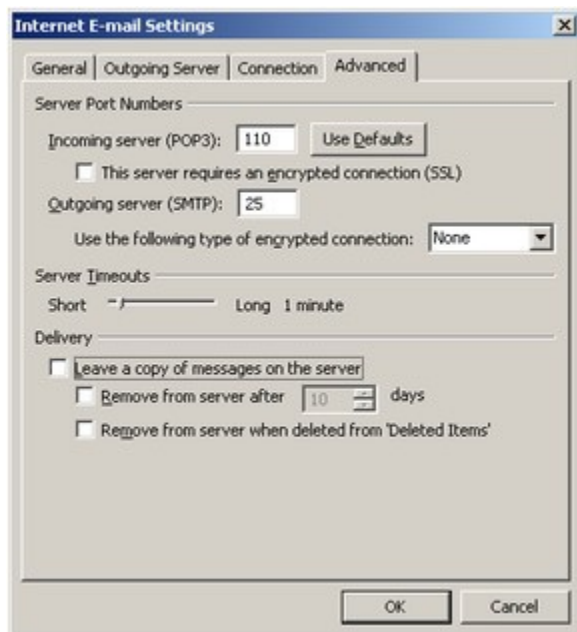 Internet E-mail Settings
General Outgoing Server Connection Advanced
Server Port Numbers
Incoming server (POP3): 110 Use Defaults
This server requires an encrypted connection (SSL)
Outgoing server (SMTP): 25
Use the following type of encrypted connection: None
Server Timeouts
Short Long 1 minute
Delivery
Leave a copy of messages on the server
Remove from server after 10 days
Remove from server when deleted from 'Deleted Items'
OK Cancel